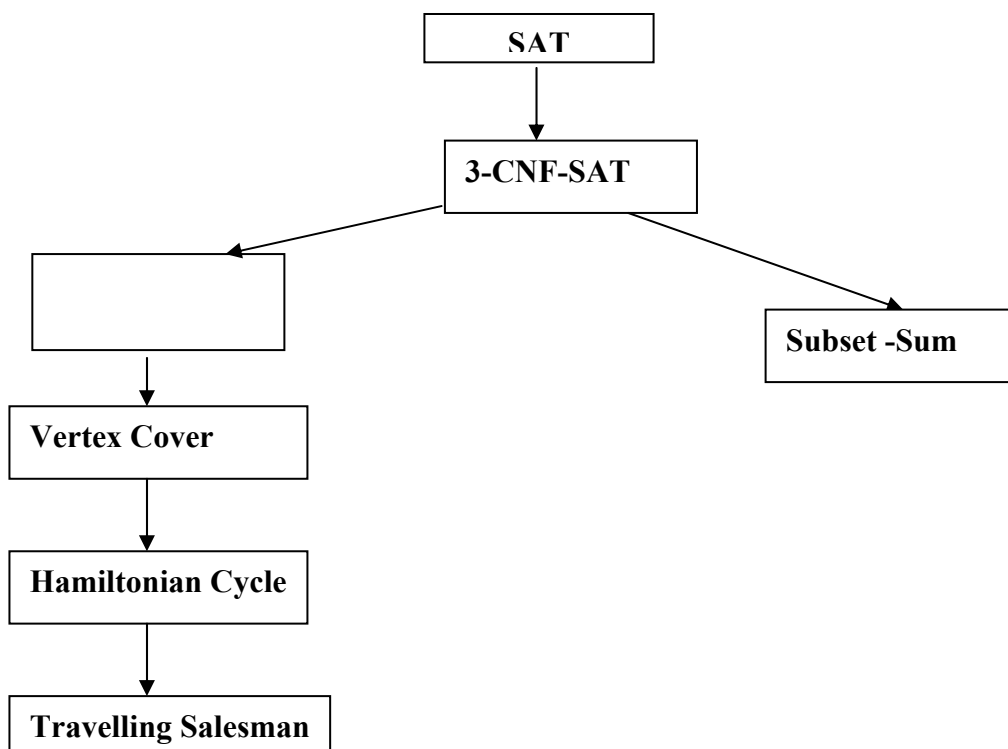 SAT
3-CNF-SAT
Subset -Sum
Vertex Cover
Hamiltonian Cycle
Travelling Salesman